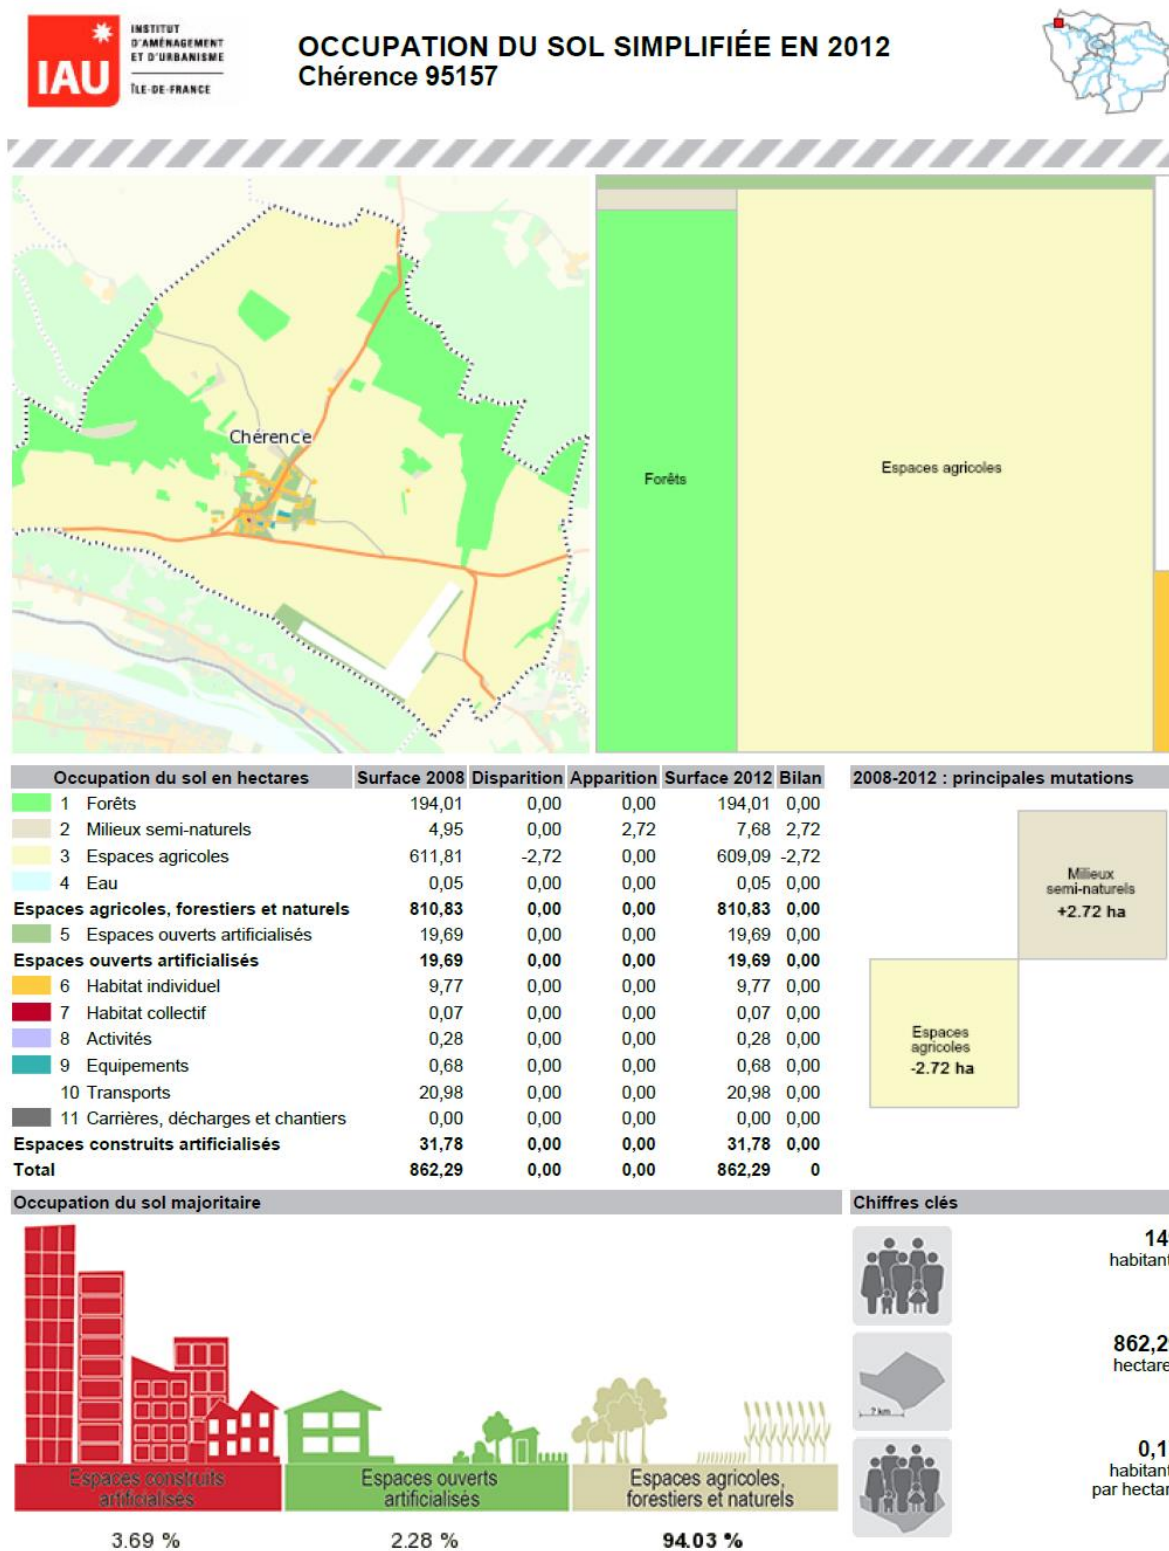 INSTITUT
D'AMÉNAGEMENT
ET D'URBANISME
IAU
ÎLE-DE-FRANCE
OCCUPATION DU SOL SIMPLIFIÉE EN 2012
Chérence 95157
Chérence
Forêts
Espaces agricoles
Occupation du sol en hectares Surface 2008 Disparition Apparition Surface 2012 Bilan
1 Forêts 194,01 0,00 0,00 194,01 0,00
2 Milieux semi-naturels 4,95 0,00 2,72 7,68 2,72
3 Espaces agricoles 611,81 -2,72 0,00 609,09 -2,72
4 Eau 0,05 0,00 0,00 0,05 0,00
Espaces agricoles, forestiers et naturels 810,83 0,00 0,00 810,83 0,00
5 Espaces ouverts artificialisés 19,69 0,00 0,00 19,69 0,00
Espaces ouverts artificialisés 19,69 0,00 0,00 19,69 0,00
6 Habitat individuel 9,77 0,00 0,00 9,77 0,00
7 Habitat collectif 0,07 0,00 0,00 0,07 0,00
8 Activités 0,28 0,00 0,00 0,28 0,00
9 Equipements 0,68 0,00 0,00 0,68 0,00
10 Transports 20,98 0,00 0,00 20,98 0,00
11 Carrières, décharges et chantiers 0,00 0,00 0,00 0,00 0,00
Espaces construits artificialisés 31,78 0,00 0,00 31,78 0,00
Total 862,29 0,00 0,00 862,29 0
2008-2012 : principales mutations
Milieux
semi-naturels
+2.72 ha
Espaces
agricoles
-2.72 ha
Occupation du sol majoritaire
Espaces construits
artificialisés
3.69 %
Espaces ouverts
artificialisés
2.28 %
Espaces agricoles,
forestiers et naturels
94.03 %
Chiffres clés
14
habitant
862,2
hectare
? km
0,1
habitant
par hectar